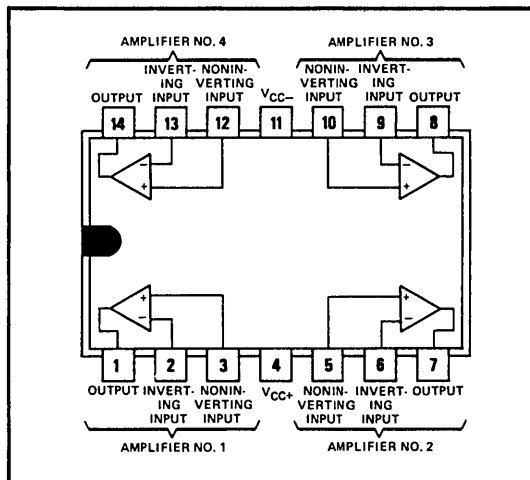 AMPLIFIER NO. 4 AMPLIFIER NO. 3
INVERT- NONIN- NONIN- INVERT-
ING VERTING VCC– VERTING ING
OUTPUT INPUT INPUT INPUT INPUT OUTPUT
14 13 12 11 10 9 8
– –
+ +
+ +
– –
1 2 3 4 5 6 7
OUTPUT INVERT- NONIN- VCC+ NONIN- INVERT- OUTPUT
ING VERTING VERTING ING
INPUT INPUT INPUT INPUT
AMPLIFIER NO. 1 AMPLIFIER NO. 2